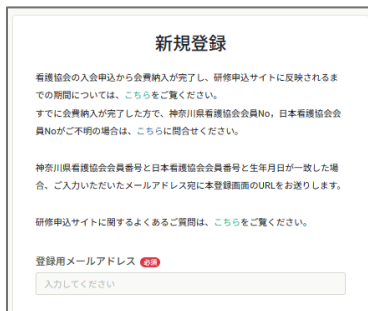 新規登録
看護協会の入会申込から会費納入が完了し、研修申込サイトに反映されるま
での期間については、こちらをご覧ください。
すでに会費納入が完了した方で、神奈川県看護協会会員No，日本看護協会会
員Noがご不明の場合は、こちらに問合せください。
神奈川県看護協会会員番号と日本看護協会会員番号と生年月日が一致した場
合、ご入力いただいたメールアドレス宛に本登録画面のURLをお送りします。
研修申込サイトに関するよくあるご質問は、こちらをご覧ください。
登録用メールアドレス 必須
入力してください